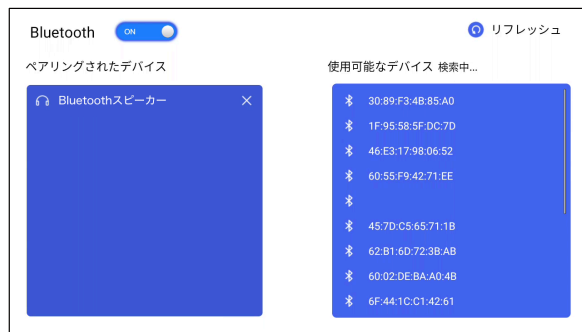 Bluetooth ON
リフレッシュ
ペアリングされたデバイス
Bluetoothスピーカー
使用可能なデバイス 検索中...
30:89:F3:4B:85:A0
1F:95:58:5F:DC:7D
46:E3:17:98:06:52
60:55:F9:42:71:EE
45:7D:C5:65:71:1B
62:B1:6D:72:3B:AB
60:02:DE:BA:A0:4B
6F:44:1C:C1:42:61